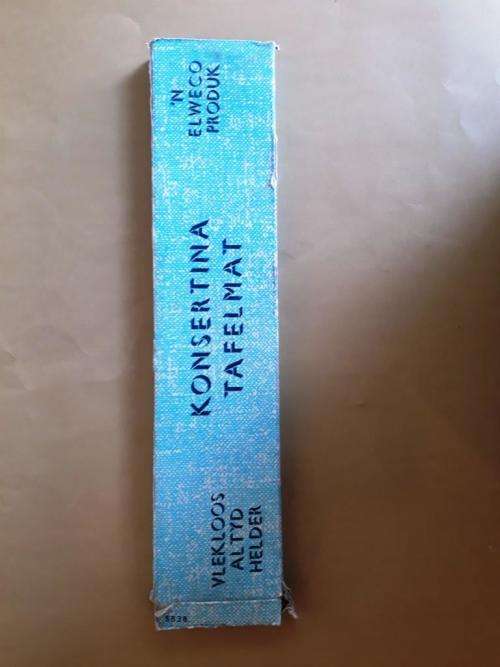 VLEKLOOS
ALTYD
HELDER
KONSERTINA
TAFELMAT
'N
ELWECO
PRODUK